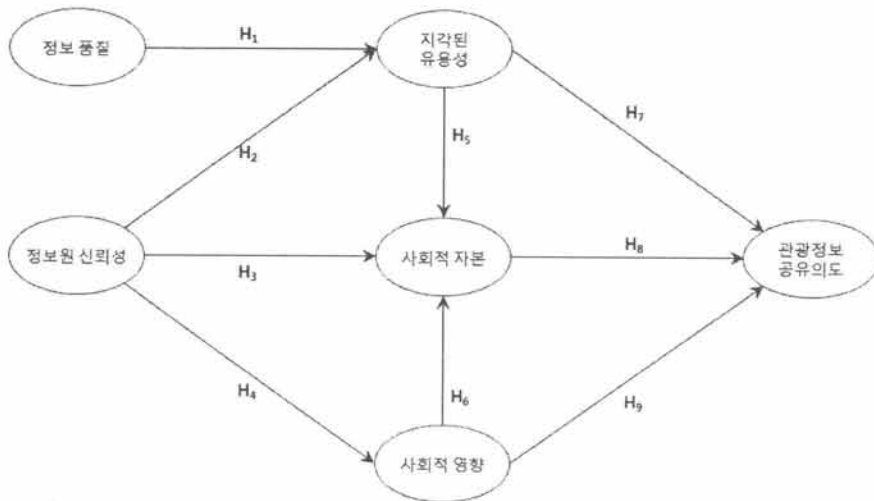 정보 품질
H₁
지각된
유용성
H₂
H₅
H₇
정보원 신뢰성
H₃
사회적 자본
H₈
관광정보
공유의도
H₄
H₆
H₉
사회적 영향